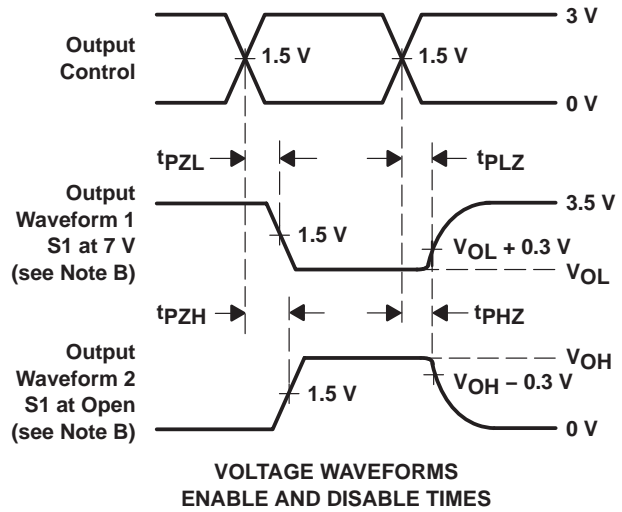 3 V
Output
Control
1.5 V
1.5 V
0 V
tPZL
tPLZ
Output
Waveform 1
S1 at 7 V
(see Note B)
3.5 V
1.5 V
VOL + 0.3 V
VOL
tPZH
tPHZ
Output
Waveform 2
S1 at Open
(see Note B)
VOH
1.5 V
VOH – 0.3 V
0 V
VOLTAGE WAVEFORMS
ENABLE AND DISABLE TIMES